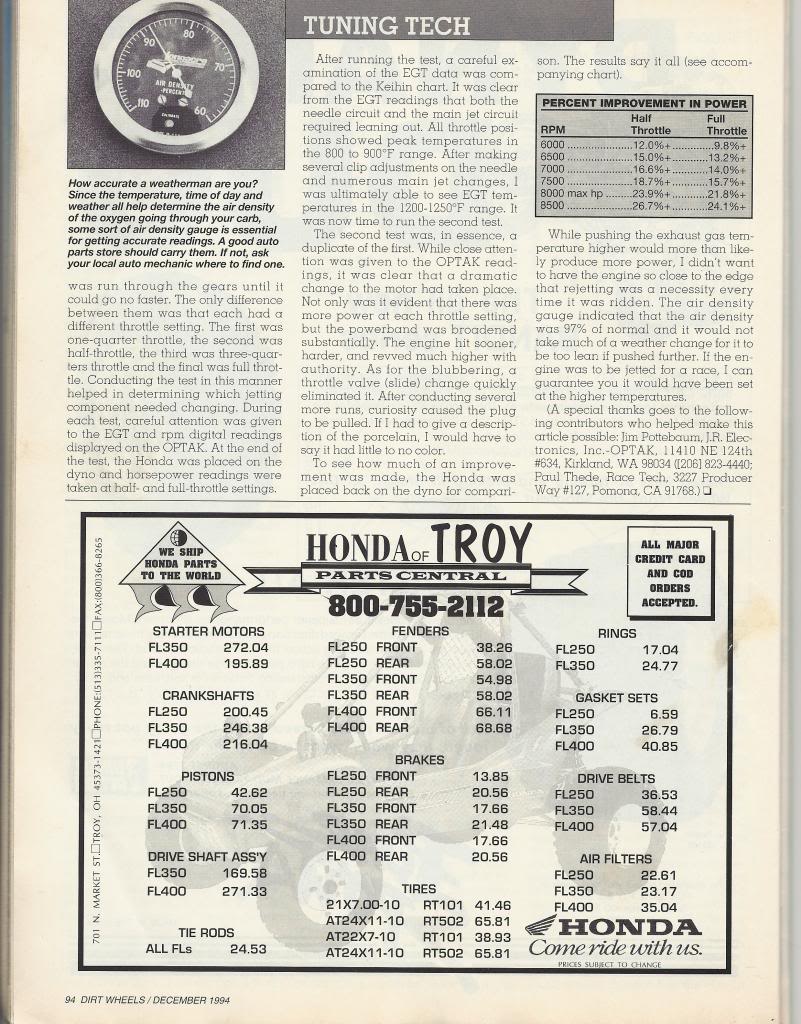 TUNING TECH
80
90
70
100
AIR DENSITY
-PERCENT-
110
60
How accurate a weatherman are you?
Since the temperature, time of day and
weather all help determine the air density
of the oxygen going through your carb,
some sort of air density gauge is essential
for getting accurate readings. A good auto
parts store should carry them. If not, ask
your local auto mechanic where to find one.
was run through the gears until it
could go no faster. The only difference
between them was that each had a
different throttle setting. The first was
one-quarter throttle, the second was
half-throttle, the third was three-quar-
ters throttle and the final was full throt-
tle. Conducting the test in this manner
helped in determining which jetting
component needed changing. During
each test, careful attention was given
to the EGT and rpm digital readings
displayed on the OPTAK. At the end of
the test, the Honda was placed on the
dyno and horsepower readings were
taken at half- and full-throttle settings.
After running the test, a careful ex-
amination of the EGT data was com-
pared to the Keihin chart. It was clear
from the EGT readings that both the
needle circuit and the main jet circuit
required leaning out. All throttle posi-
tions showed peak temperatures in
the 800 to 900°F range. After making
several clip adjustments on the needle
and numerous main jet changes, I
was ultimately able to see EGT tem-
peratures in the 1200-1250°F range. It
was now time to run the second test.
The second test was, in essence, a
duplicate of the first. While close atten-
tion was given to the OPTAK read-
ings, it was clear that a dramatic
change to the motor had taken place.
Not only was it evident that there was
more power at each throttle setting,
but the powerband was broadened
substantially. The engine hit sooner,
harder, and revved much higher with
authority. As for the blubbering, a
throttle valve (slide) change quickly
eliminated it. After conducting several
more runs, curiosity caused the plug
to be pulled. If I had to give a descrip-
tion of the porcelain, I would have to
say it had little to no color.
To see how much of an improve-
ment was made, the Honda was
placed back on the dyno for compari-
son. The results say it all (see accom-
panying chart).
PERCENT IMPROVEMENT IN POWER
Half Full
RPM Throttle Throttle
6000 ..................12.0%+............9.8%+
6500 ..................15.0%+..........13.2%+
7000 ..................16.6%+..........14.0%+
7500 ..................18.7%+..........15.7%+
8000 max hp .....23.9%+..........21.8%+
8500 ..................26.7%+..........24.1%+
While pushing the exhaust gas tem-
perature higher would more than like-
ly produce more power, I didn't want
to have the engine so close to the edge
that rejetting was a necessity every
time it was ridden. The air density
gauge indicated that the air density
was 97% of normal and it would not
take much of a weather change for it to
be too lean if pushed further. If the en-
gine was to be jetted for a race, I can
guarantee you it would have been set
at the higher temperatures.
(A special thanks goes to the follow-
ing contributors who helped make this
article possible: Jim Pottebaum, J.R. Elec-
tronics, Inc.-OPTAK, 11410 NE 124th
#634, Kirkland, WA 98034 ([206] 823-4440;
Paul Thede, Race Tech, 3227 Producer
Way #127, Pomona, CA 91768.) ❏
701 N. MARKET ST.□TROY, OH 45373-1421□PHONE:(513)335-7111□FAX:(800)366-8265
WE SHIP
HONDA PARTS
TO THE WORLD
HONDA OF TROY
PARTS CENTRAL
800-755-2112
ALL MAJOR
CREDIT CARD
AND COD
ORDERS
ACCEPTED.
STARTER MOTORS
FL350 272.04
FL400 195.89
CRANKSHAFTS
FL250 200.45
FL350 246.38
FL400 216.04
PISTONS
FL250 42.62
FL350 70.05
FL400 71.35
DRIVE SHAFT ASS'Y
FL350 169.58
FL400 271.33
TIE RODS
ALL FLs 24.53
FENDERS
FL250 FRONT 38.26
FL250 REAR 58.02
FL350 FRONT 54.98
FL350 REAR 58.02
FL400 FRONT 66.11
FL400 REAR 68.68
BRAKES
FL250 FRONT 13.85
FL250 REAR 20.56
FL350 FRONT 17.66
FL350 REAR 21.48
FL400 FRONT 17.66
FL400 REAR 20.56
TIRES
21X7.00-10 RT101 41.46
AT24X11-10 RT502 65.81
AT22X7-10 RT101 38.93
AT24X11-10 RT502 65.81
RINGS
FL250 17.04
FL350 24.77
GASKET SETS
FL250 6.59
FL350 26.79
FL400 40.85
DRIVE BELTS
FL250 36.53
FL350 58.44
FL400 57.04
AIR FILTERS
FL250 22.61
FL350 23.17
FL400 35.04
HONDA
Come ride with us.
PRICES SUBJECT TO CHANGE
94 DIRT WHEELS / DECEMBER 1994